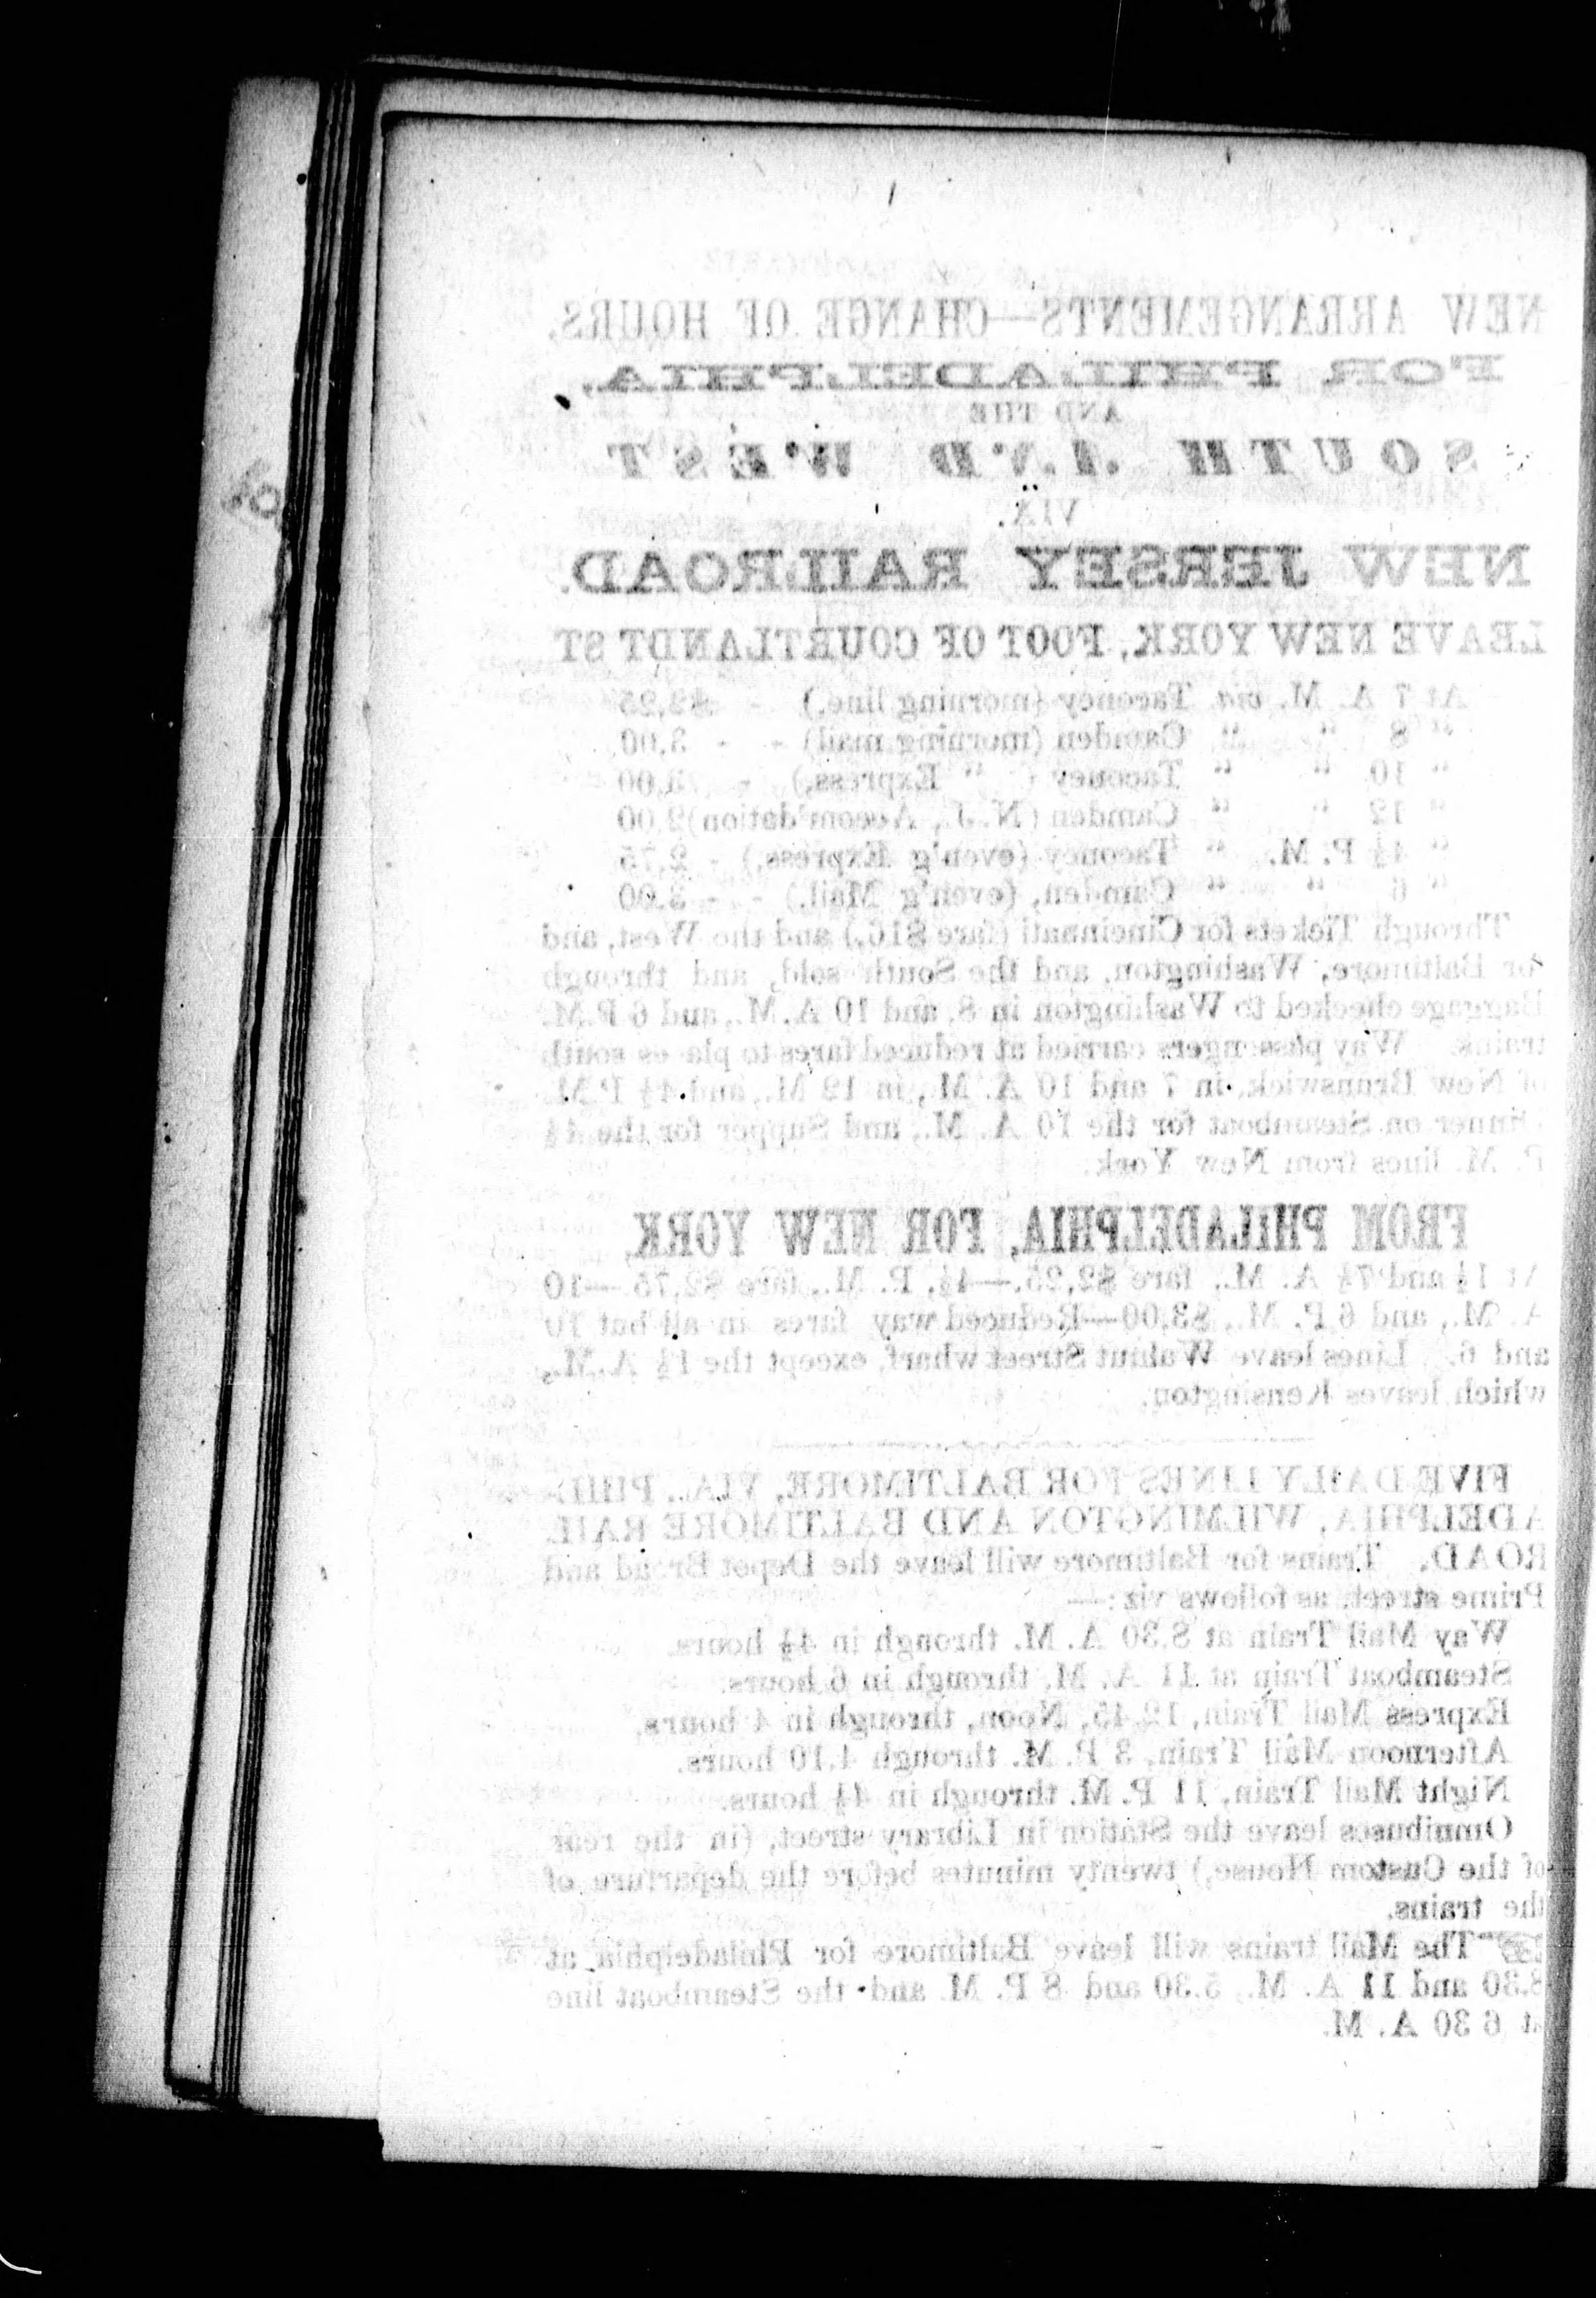 NEW ARRANGEMENTS—CHANGE OF HOURS.
FOR PHILADELPHIA,
AND THE
SOUTH AND WEST
VIA.
NEW JERSEY RAILROAD.
LEAVE NEW YORK, FOOT OF COURTLANDT ST
At 7 A. M. via Taconey (morning line,) - $2,25
" 8 " " Camden (morning mail) - - 3,00
" 10 " " Taconey ( " Express,) - 3,00
" 12 " " Camden (N. J., Accom'dation) 2,00
" 4½ P. M. " Taconey (even'g Express,) - 2,75
" 6 " " Camden, (even'g Mail,) - - 3,00
Through Tickets for Cincinnati (fare $16,) and the West, and
for Baltimore, Washington, and the South sold, and through
Baggage checked to Washington in 8, and 10 A. M., and 6 P. M.
trains. Way passengers carried at reduced fares to places south
of New Brunswick, in 7 and 10 A. M., in 12 M., and 4½ P M.
Dinner on Steamboat for the 10 A. M., and Supper for the 4½
P. M. lines from New York.
FROM PHILADELPHIA, FOR NEW YORK,
At 1½ and 7½ A. M., fare $2,25.—4½, P. M., fare $2,75.—10
A. M., and 6 P. M., $3,00—Reduced way fares in all but 10
and 6. Lines leave Walnut Street wharf, except the 1½ A. M.,
which leaves Kensington.
FIVE DAILY LINES FOR BALTIMORE, VIA., PHIL-
ADELPHIA, WILMINGTON AND BALTIMORE RAIL
ROAD. Trains for Baltimore will leave the Depot Broad and
Prime street, as follows viz:—
Way Mail Train at 8.30 A. M. through in 4½ hours.
Steamboat Train at 11 A. M. through in 6 hours.
Express Mail Train, 12.45, Noon, through in 4 hours,
Afternoon Mail Train, 3 P. M. through 4.10 hours.
Night Mail Train, 11 P. M. through in 4½ hours.
Omnibuses leave the Station in Library street, (in the rear
of the Custom House,) twenty minutes before the departure of
the trains.
☞ The Mail trains will leave Baltimore for Philadelphia at
8.30 and 11 A. M. 5.30 and 8 P. M. and the Steamboat line
at 6 30 A. M.